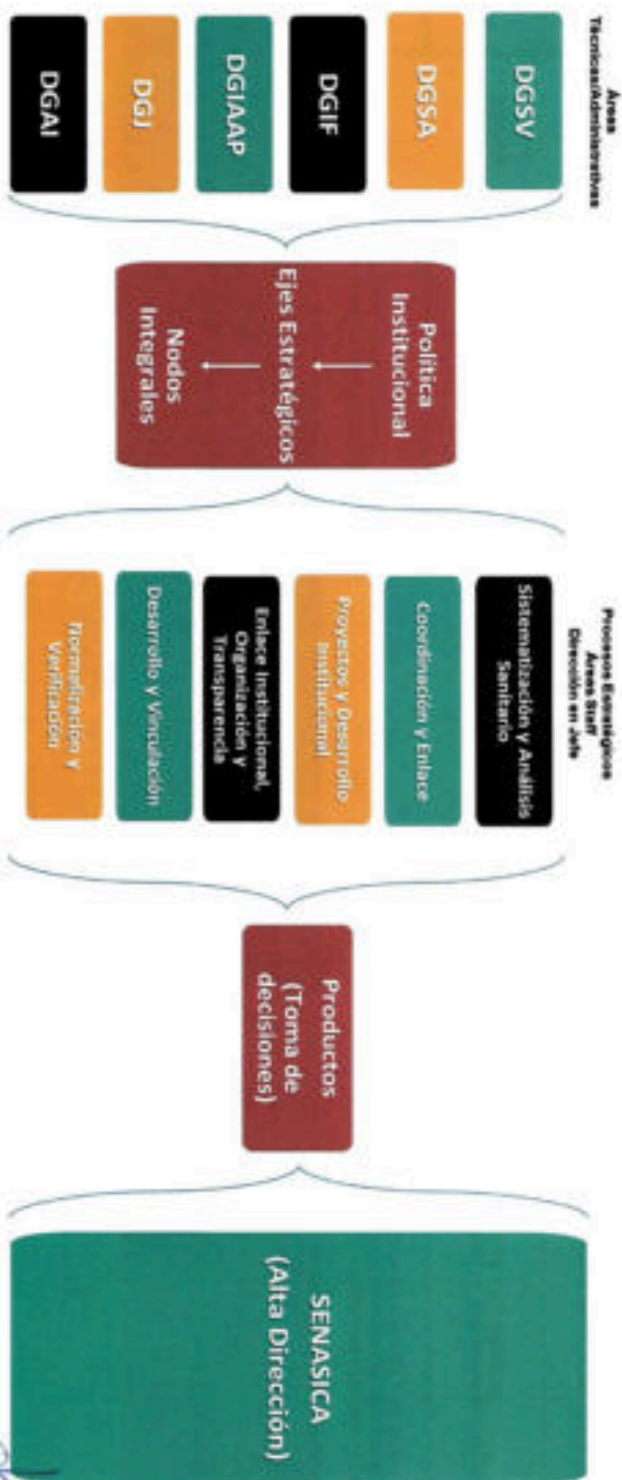 Áreas
Técnicas/Administrativas
DGSV
DGSA
DGIF
DGIAAP
DGJ
DGAI
Política
Institucional
Ejes Estratégicos
Nodos
Integrales
Procesos Estratégicos
Áreas Staff
Dirección en Jefe
Sistematización y Análisis
Sanitario
Coordinación y Enlace
Proyectos y Desarrollo
Institucional
Enlace Institucional,
Organización y
Transparencia
Desarrollo y Vinculación
Normalización y
Verificación
Productos
(Toma de
decisiones)
SENASICA
(Alta Dirección)